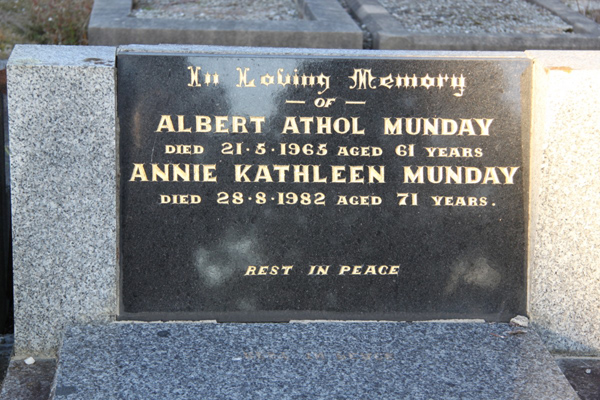 In Loving Memory
— OF —
ALBERT ATHOL MUNDAY
DIED 21·5·1965 AGED 61 YEARS
ANNIE KATHLEEN MUNDAY
DIED 28·8·1982 AGED 71 YEARS.
REST IN PEACE